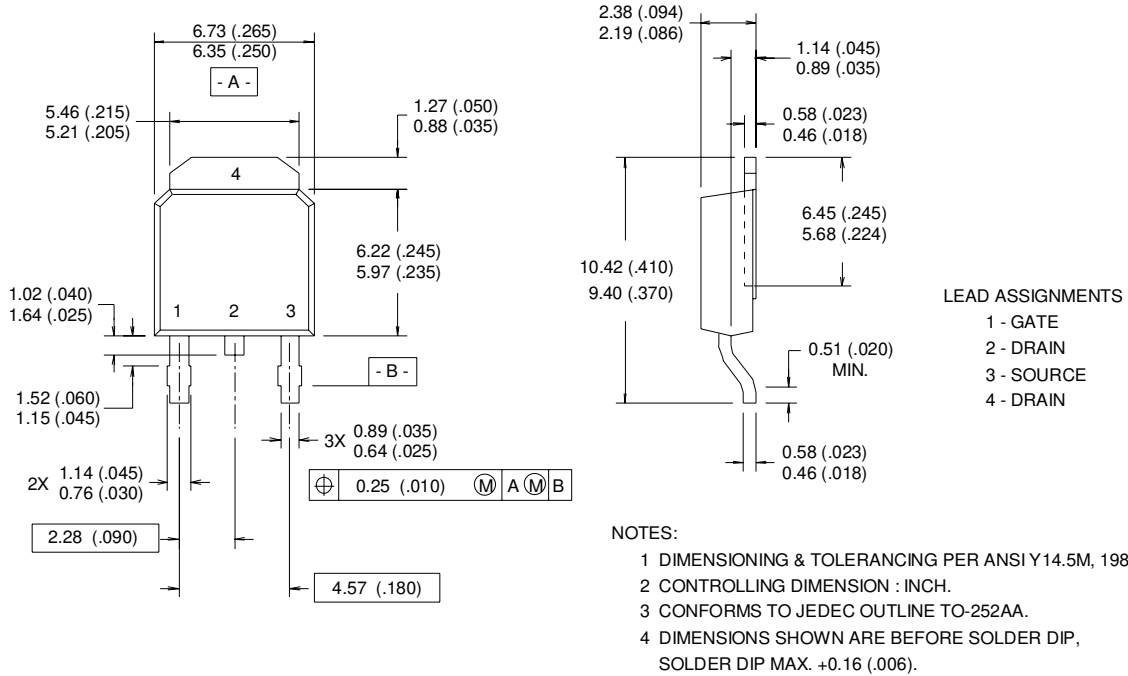 6.73 (.265)
6.35 (.250)
- A -
5.46 (.215)
5.21 (.205)
1.27 (.050)
0.88 (.035)
4
6.22 (.245)
5.97 (.235)
1.02 (.040)
1.64 (.025)
1 2 3
- B -
1.52 (.060)
1.15 (.045)
3X 0.89 (.035)
0.64 (.025)
2X 1.14 (.045)
0.76 (.030)
⌖ 0.25 (.010) Ⓜ A Ⓜ B
2.28 (.090)
4.57 (.180)
2.38 (.094)
2.19 (.086)
1.14 (.045)
0.89 (.035)
0.58 (.023)
0.46 (.018)
6.45 (.245)
5.68 (.224)
10.42 (.410)
9.40 (.370)
0.51 (.020)
MIN.
0.58 (.023)
0.46 (.018)
LEAD ASSIGNMENTS
1 - GATE
2 - DRAIN
3 - SOURCE
4 - DRAIN
NOTES:
1 DIMENSIONING & TOLERANCING PER ANSI Y14.5M, 198
2 CONTROLLING DIMENSION : INCH.
3 CONFORMS TO JEDEC OUTLINE TO-252AA.
4 DIMENSIONS SHOWN ARE BEFORE SOLDER DIP,
SOLDER DIP MAX. +0.16 (.006).